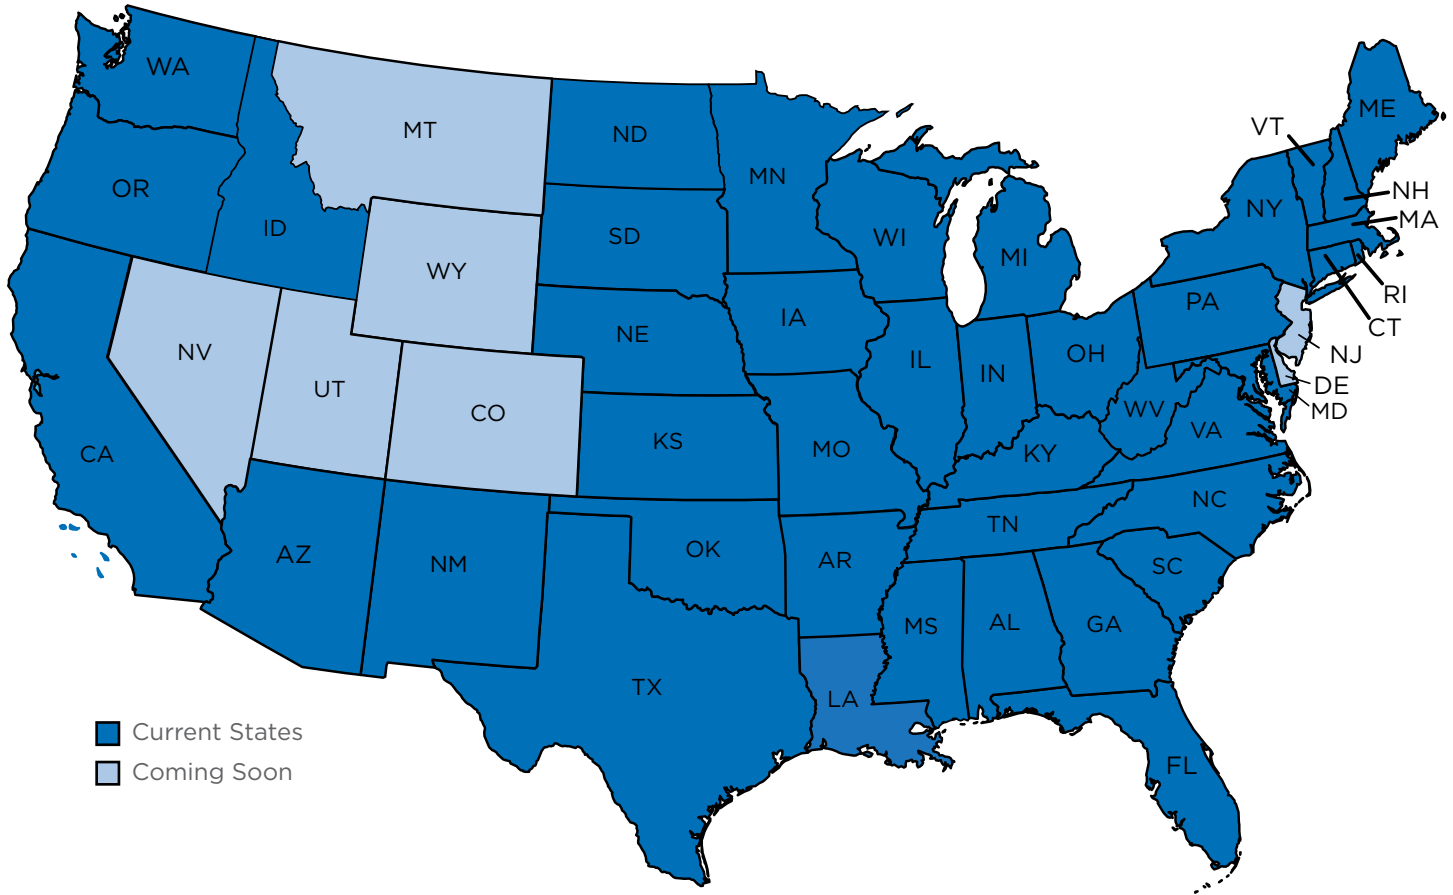 WA
MT
ND
ME
VT
OR
MN
NH
ID
NY
MA
SD
WI
MI
WY
RI
PA
IA
CT
NE
NV
OH
NJ
IL
IN
UT
DE
CO
WV
MD
VA
KS
MO
KY
CA
NC
TN
AZ
OK
AR
SC
NM
MS
AL
GA
TX
LA
Current States
FL
Coming Soon